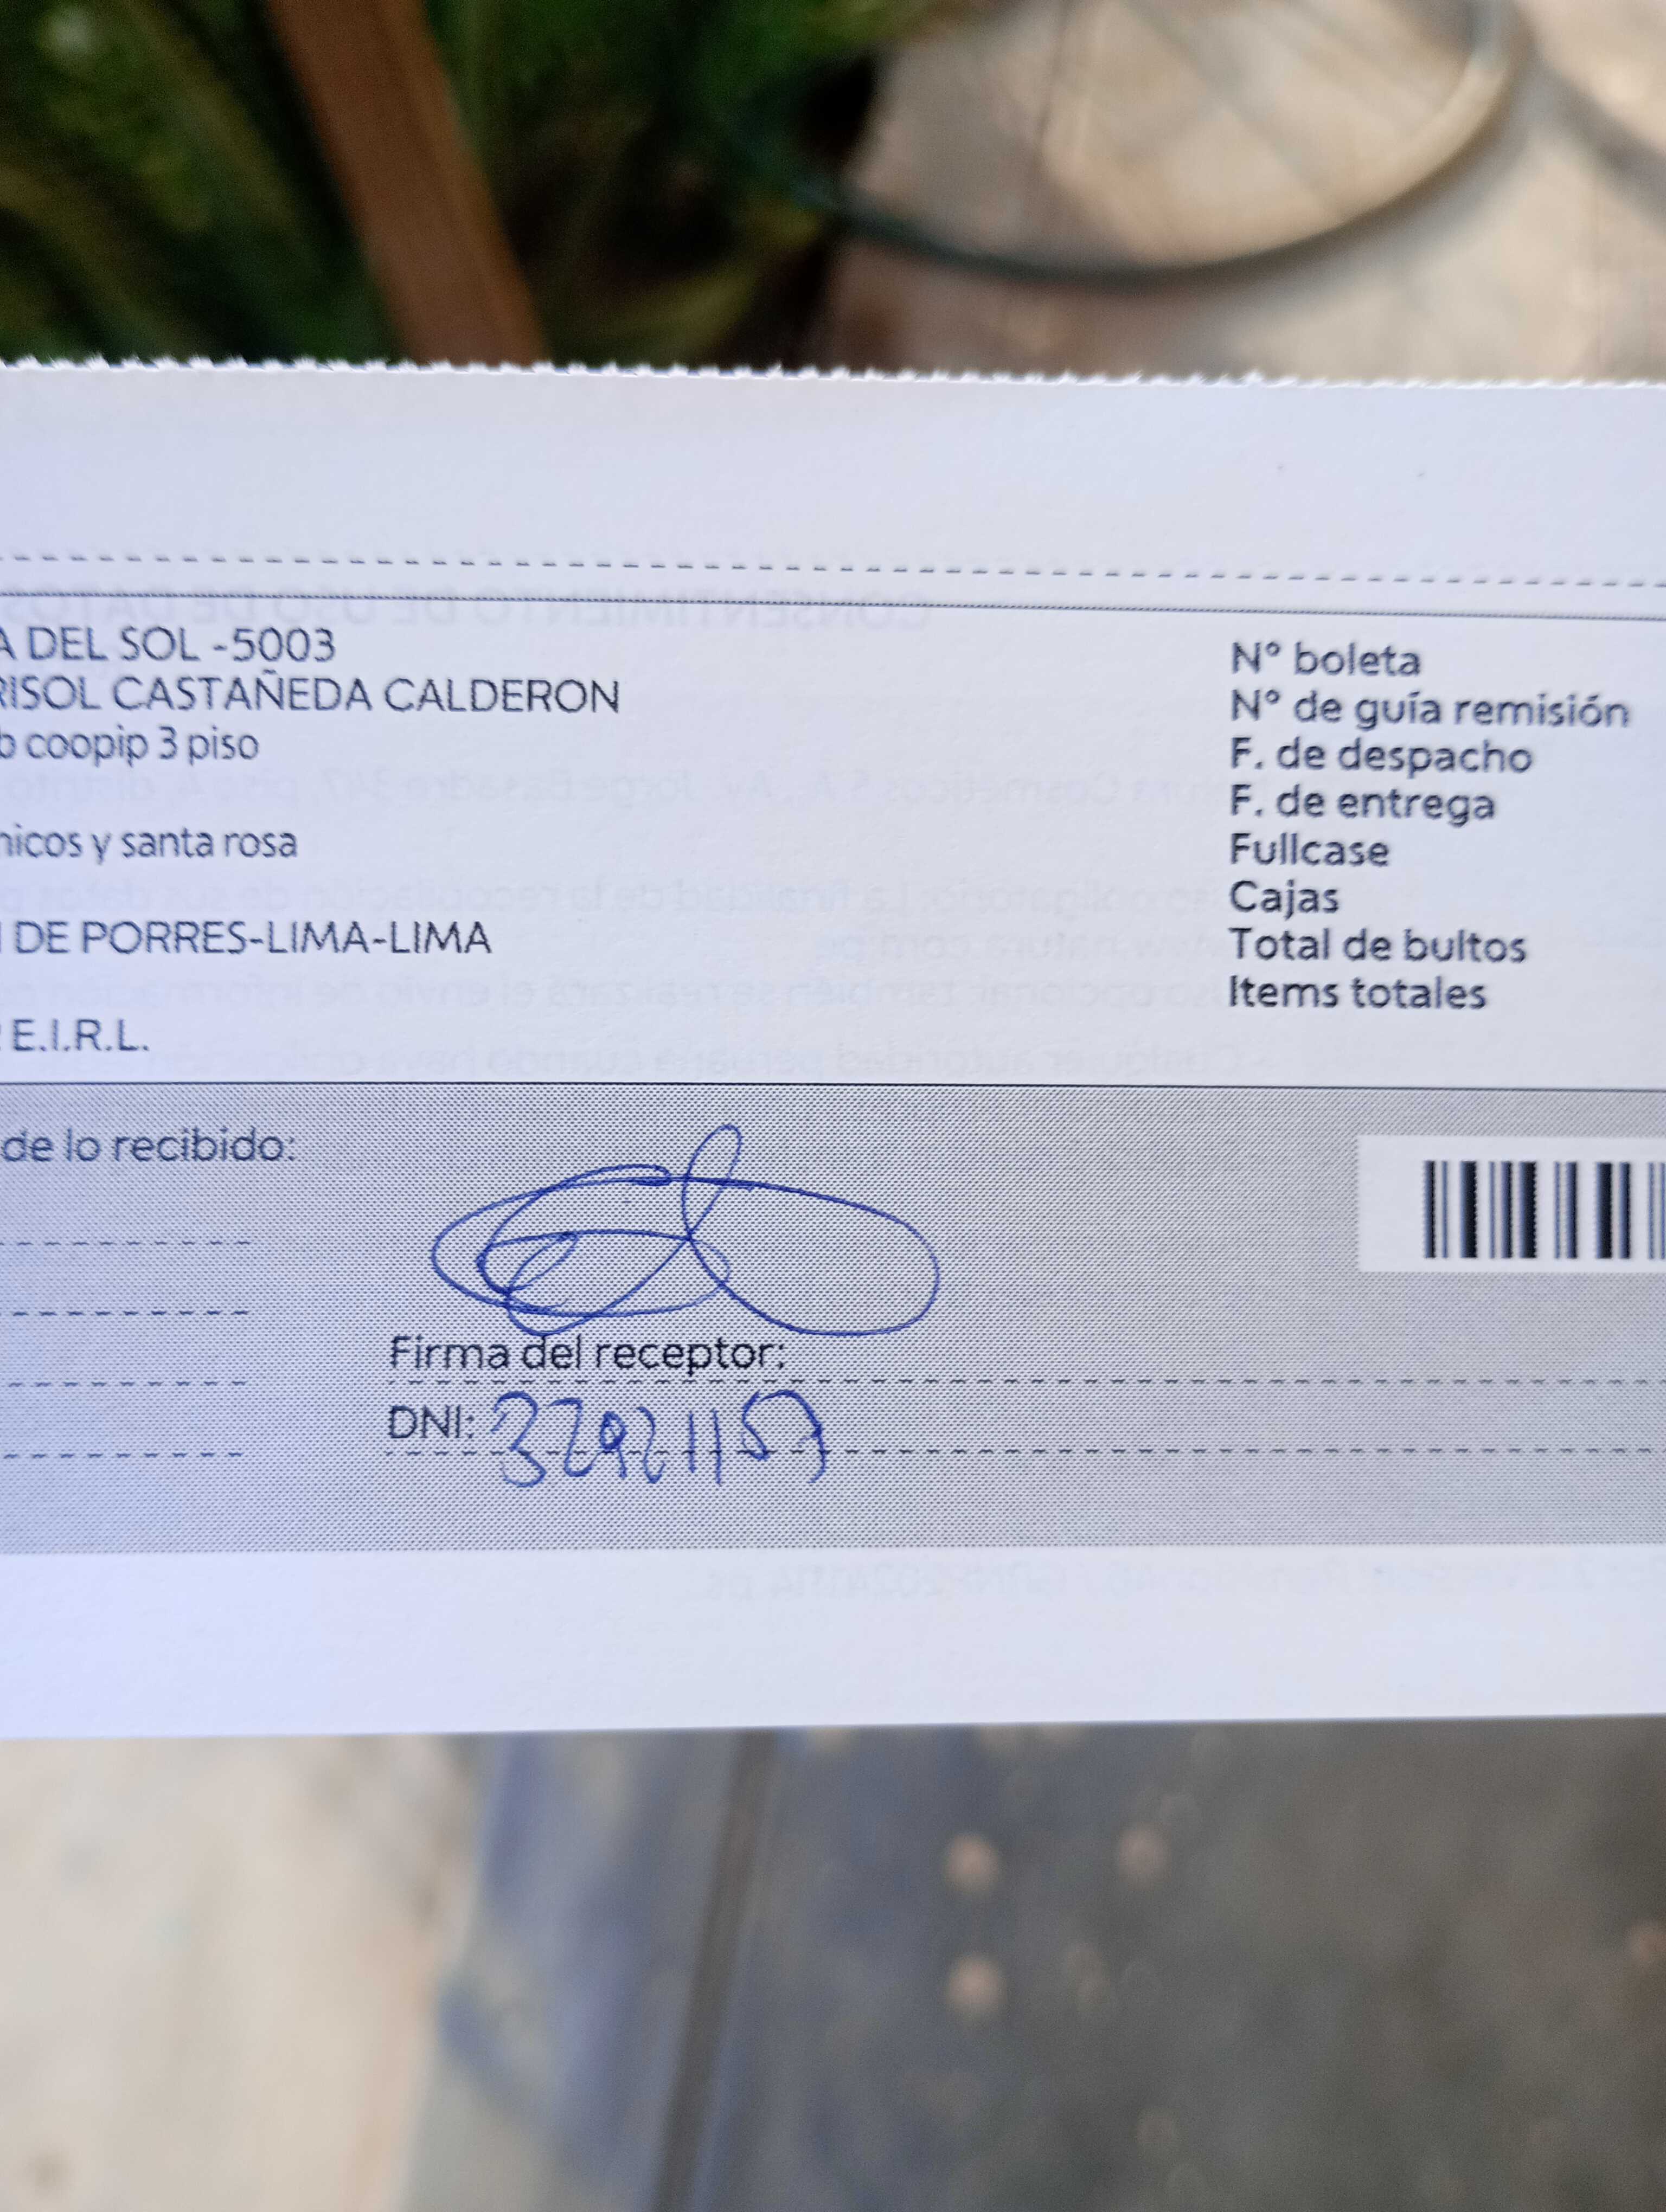 A DEL SOL -5003
RISOL CASTAÑEDA CALDERON
b coopip 3 piso
nicos y santa rosa
DE PORRES-LIMA-LIMA
E.I.R.L.
N° boleta
N° de guía remisión
F. de despacho
F. de entrega
Fullcase
Cajas
Total de bultos
Items totales
de lo recibido:
Firma del receptor:
DNI: 32921157